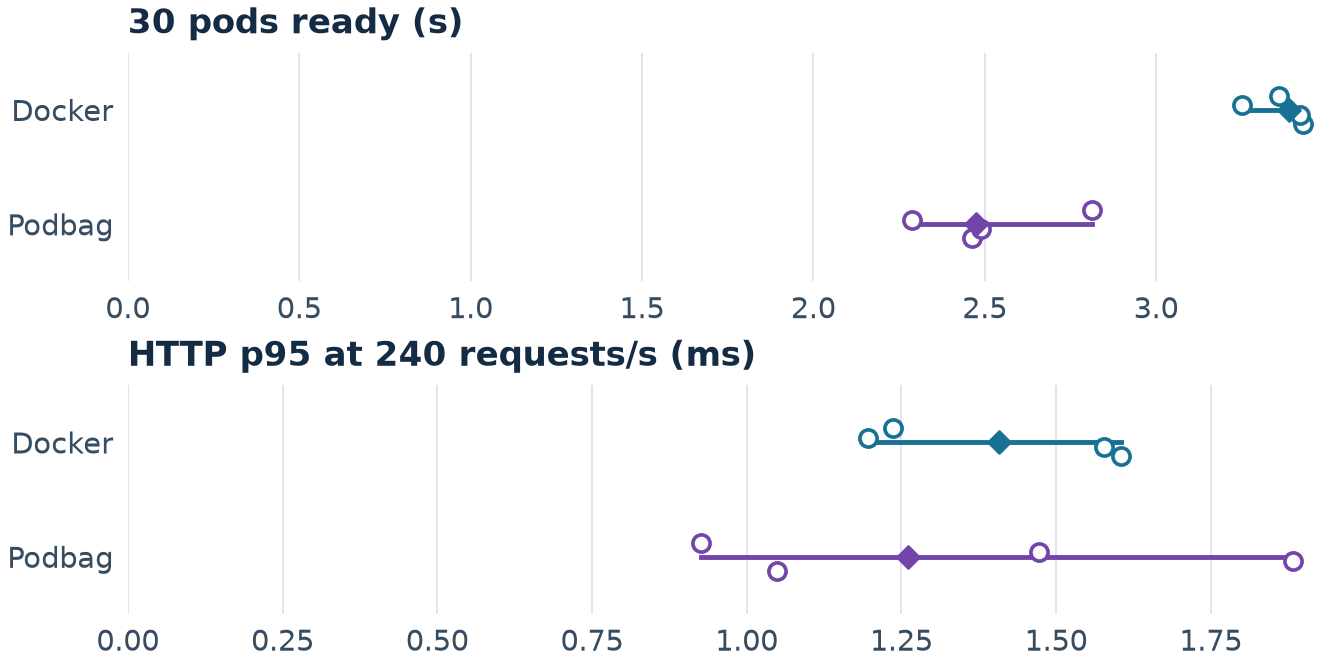 30 pods ready (s)
Docker
Podbag
0.0 0.5 1.0 1.5 2.0 2.5 3.0
HTTP p95 at 240 requests/s (ms)
Docker
Podbag
0.00 0.25 0.50 0.75 1.00 1.25 1.50 1.75